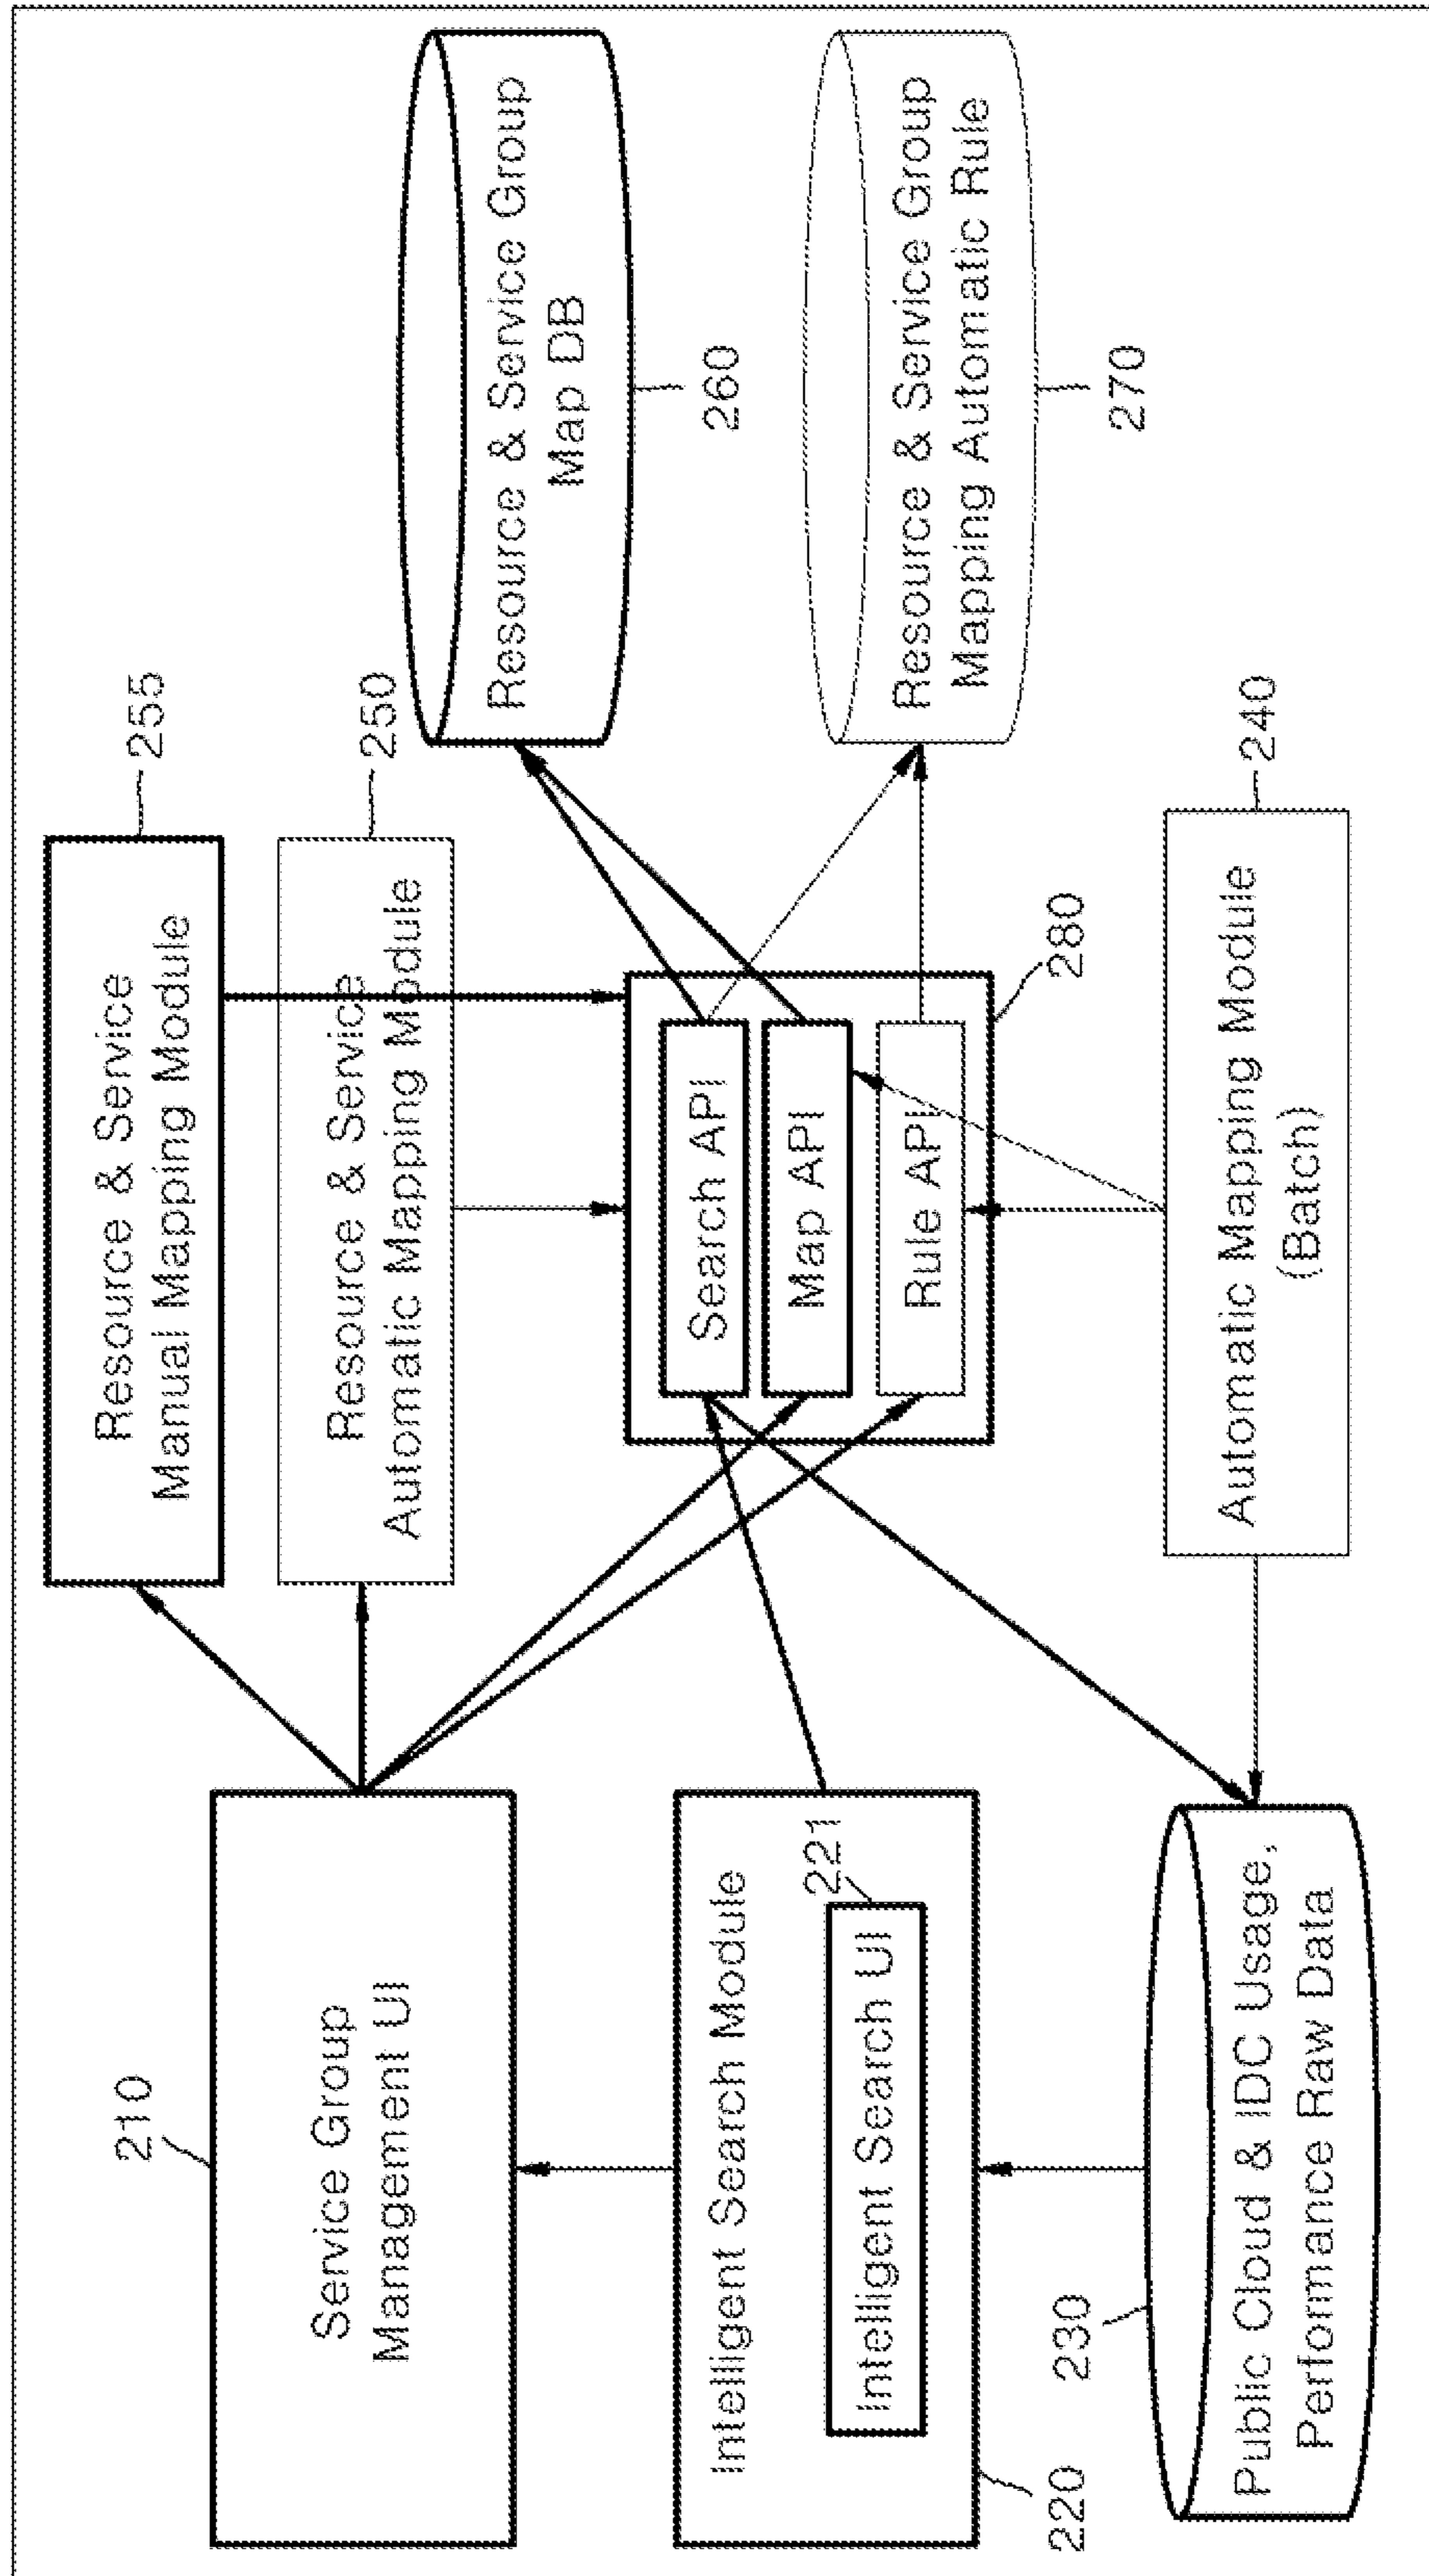 210
Service Group
Management UI
Intelligent Search Module
221
Intelligent Search UI
220
230
Public Cloud & IDC Usage,
Performance Raw Data
255
Resource & Service
Manual Mapping Module
250
Resource & Service
Automatic Mapping Module
Search API
Map API
Rule API
280
240
Automatic Mapping Module
(Batch)
Resource & Service Group
Map DB
260
Resource & Service Group
Mapping Automatic Rule
270